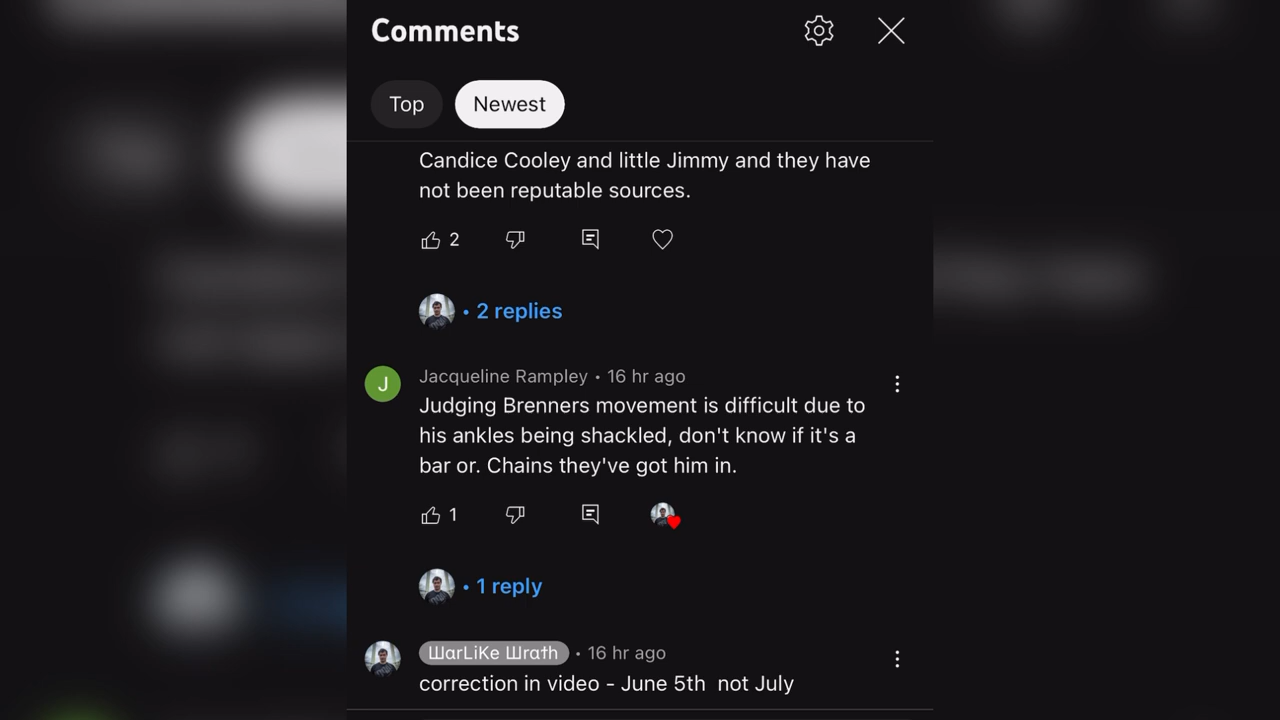 Comments
Top
Newest
Candice Cooley and little Jimmy and they have
not been reputable sources.
2
• 2 replies
J
Jacqueline Rampley • 16 hr ago
Judging Brenners movement is difficult due to
his ankles being shackled, don't know if it's a
bar or. Chains they've got him in.
1
• 1 reply
ШarLiKe Шrath • 16 hr ago
correction in video - June 5th  not July